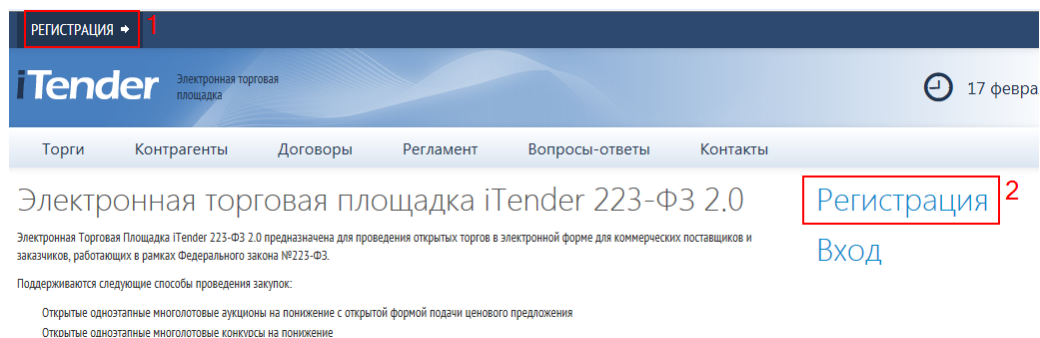 РЕГИСТРАЦИЯ 1
iTender Электронная торговая
площадка
17 февра
Торги Контрагенты Договоры Регламент Вопросы-ответы Контакты
Электронная торговая площадка iTender 223-ФЗ 2.0
Регистрация 2
Вход
Электронная Торговая Площадка iTender 223-ФЗ 2.0 предназначена для проведения открытых торгов в электронной форме для коммерческих поставщиков и
заказчиков, работающих в рамках Федерального закона №223-ФЗ.
Поддерживаются следующие способы проведения закупок:
Открытые одноэтапные многолотовые аукционы на понижение с открытой формой подачи ценового предложения
Открытые одноэтапные многолотовые конкурсы на понижение